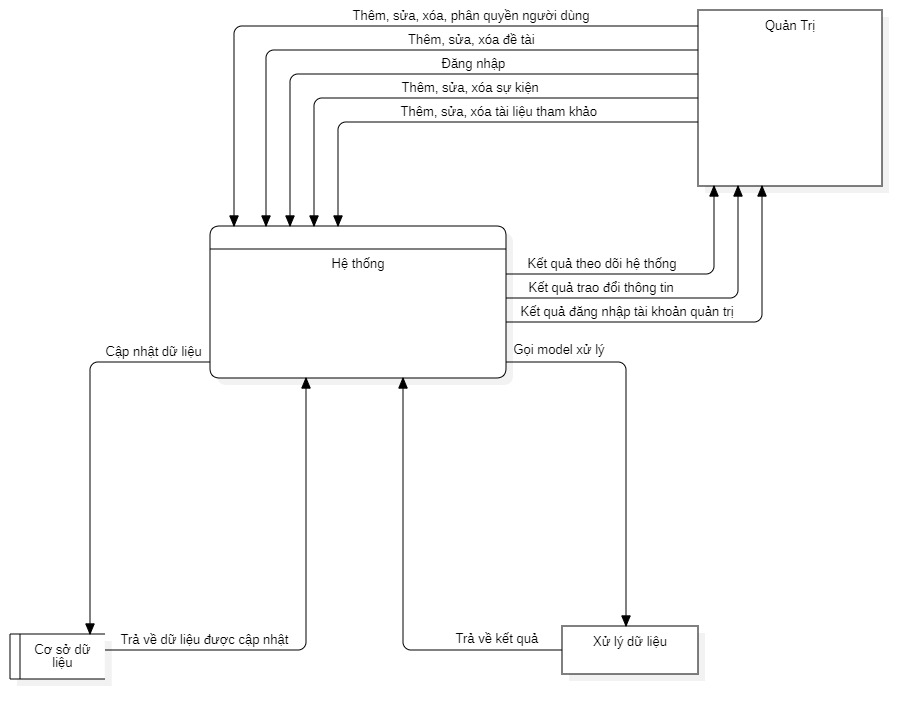 Thêm, sửa, xóa, phân quyền người dùng
Quản Trị
Thêm, sửa, xóa đề tài
Đăng nhập
Thêm, sửa, xóa sự kiện
Thêm, sửa, xóa tài liệu tham khảo
Hệ thống
Kết quả theo dõi hệ thống
Kết quả trao đổi thông tin
Kết quả đăng nhập tài khoản quản trị
Cập nhật dữ liệu
Gọi model xử lý
Trả về dữ liệu được cập nhật
Trả về kết quả
Cơ sở dữ
liệu
Xử lý dữ liệu